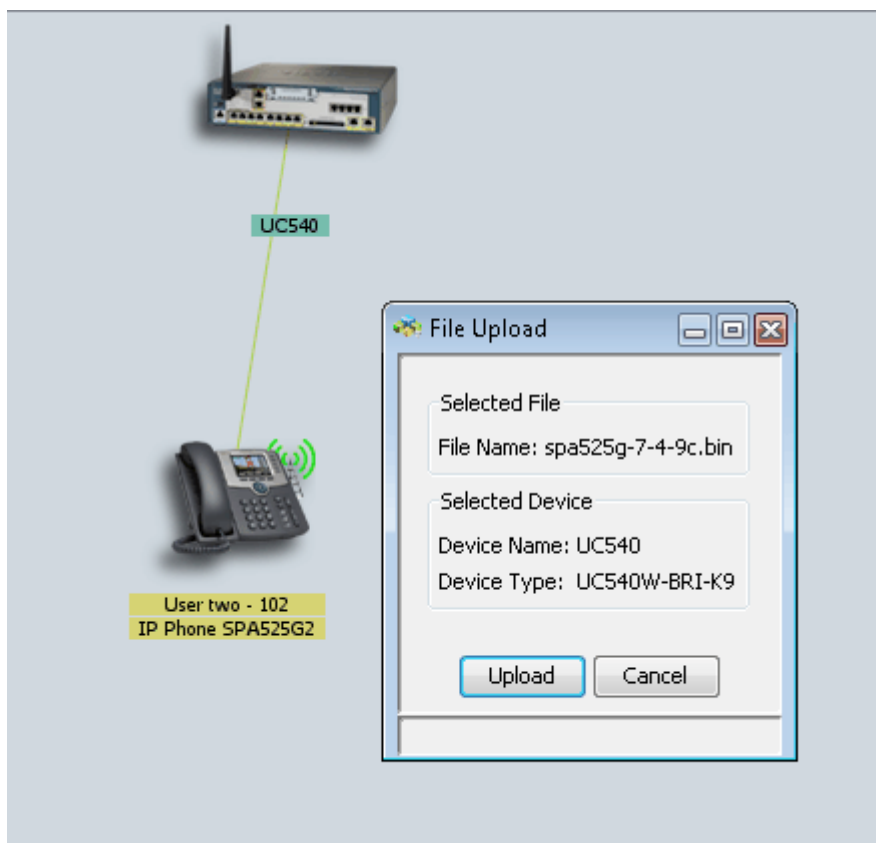 UC540
File Upload
Selected File
File Name: spa525g-7-4-9c.bin
Selected Device
Device Name: UC540
Device Type: UC540W-BRI-K9
User two - 102
IP Phone SPA525G2
Upload
Cancel